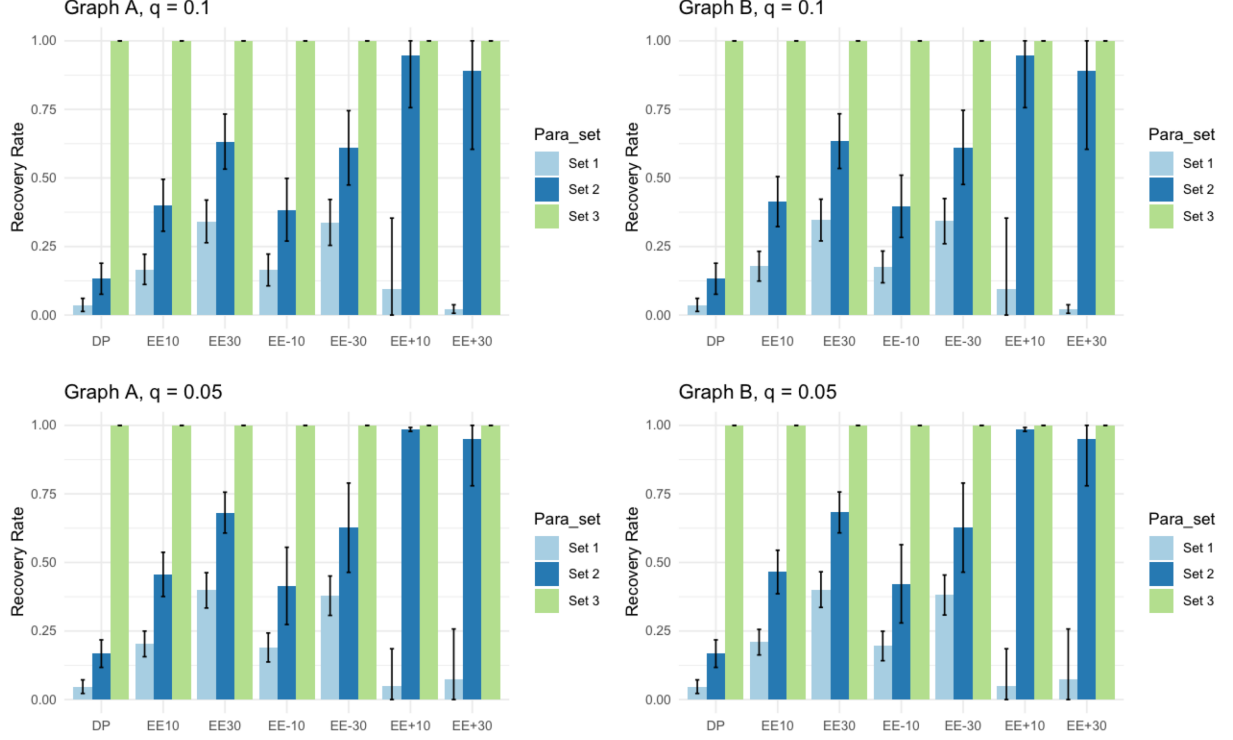 Graph A, q = 0.1
Recovery Rate
1.00
0.75
0.50
0.25
0.00
DP EE10 EE30 EE-10 EE-30 EE+10 EE+30
Para_set
Set 1
Set 2
Set 3
Graph B, q = 0.1
Recovery Rate
1.00
0.75
0.50
0.25
0.00
DP EE10 EE30 EE-10 EE-30 EE+10 EE+30
Para_set
Set 1
Set 2
Set 3
Graph A, q = 0.05
Recovery Rate
1.00
0.75
0.50
0.25
0.00
DP EE10 EE30 EE-10 EE-30 EE+10 EE+30
Para_set
Set 1
Set 2
Set 3
Graph B, q = 0.05
Recovery Rate
1.00
0.75
0.50
0.25
0.00
DP EE10 EE30 EE-10 EE-30 EE+10 EE+30
Para_set
Set 1
Set 2
Set 3